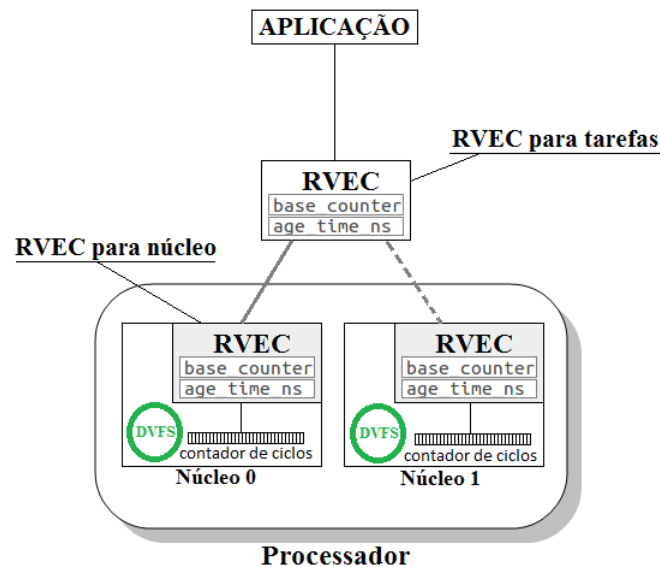 APLICAÇÃO
RVEC para tarefas
RVEC
base_counter
age_time_ns
RVEC para núcleo
RVEC
base_counter
age_time_ns
DVFS
contador de ciclos
Núcleo 0
RVEC
base_counter
age_time_ns
DVFS
contador de ciclos
Núcleo 1
Processador